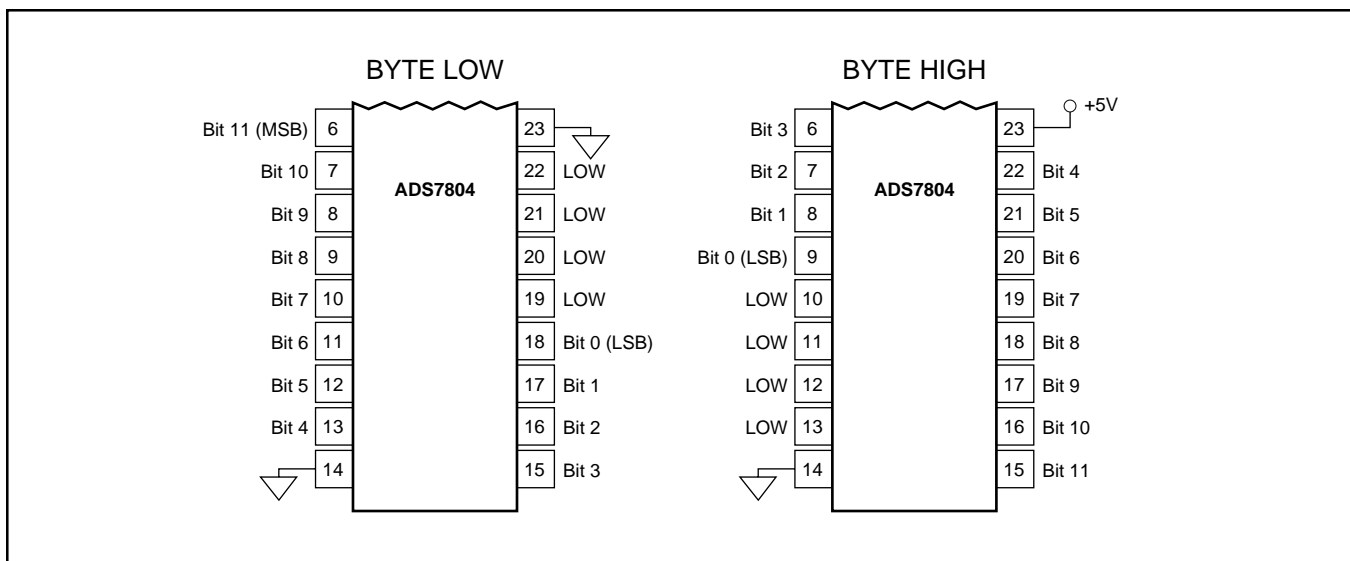 BYTE LOW
Bit 11 (MSB) 6
Bit 10 7
Bit 9 8
Bit 8 9
Bit 7 10
Bit 6 11
Bit 5 12
Bit 4 13
14
ADS7804
23
22 LOW
21 LOW
20 LOW
19 LOW
18 Bit 0 (LSB)
17 Bit 1
16 Bit 2
15 Bit 3
BYTE HIGH
Bit 3 6
Bit 2 7
Bit 1 8
Bit 0 (LSB) 9
LOW 10
LOW 11
LOW 12
LOW 13
14
ADS7804
23 +5V
22 Bit 4
21 Bit 5
20 Bit 6
19 Bit 7
18 Bit 8
17 Bit 9
16 Bit 10
15 Bit 11